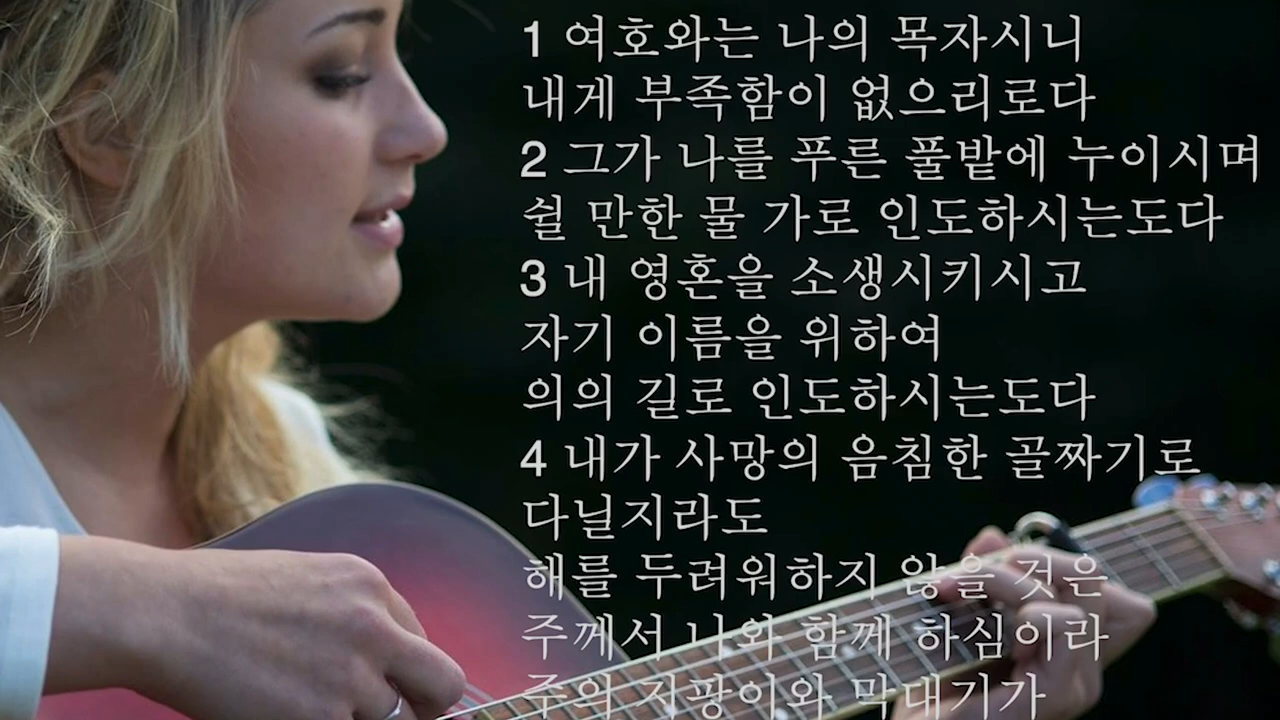 1 여호와는 나의 목자시니
내게 부족함이 없으리로다
2 그가 나를 푸른 풀밭에 누이시며
쉴 만한 물 가로 인도하시는도다
3 내 영혼을 소생시키시고
자기 이름을 위하여
의의 길로 인도하시는도다
4 내가 사망의 음침한 골짜기로
다닐지라도
해를 두려워하지 않을 것은
주께서 나와 함께 하심이라
주의 지팡이와 막대기가